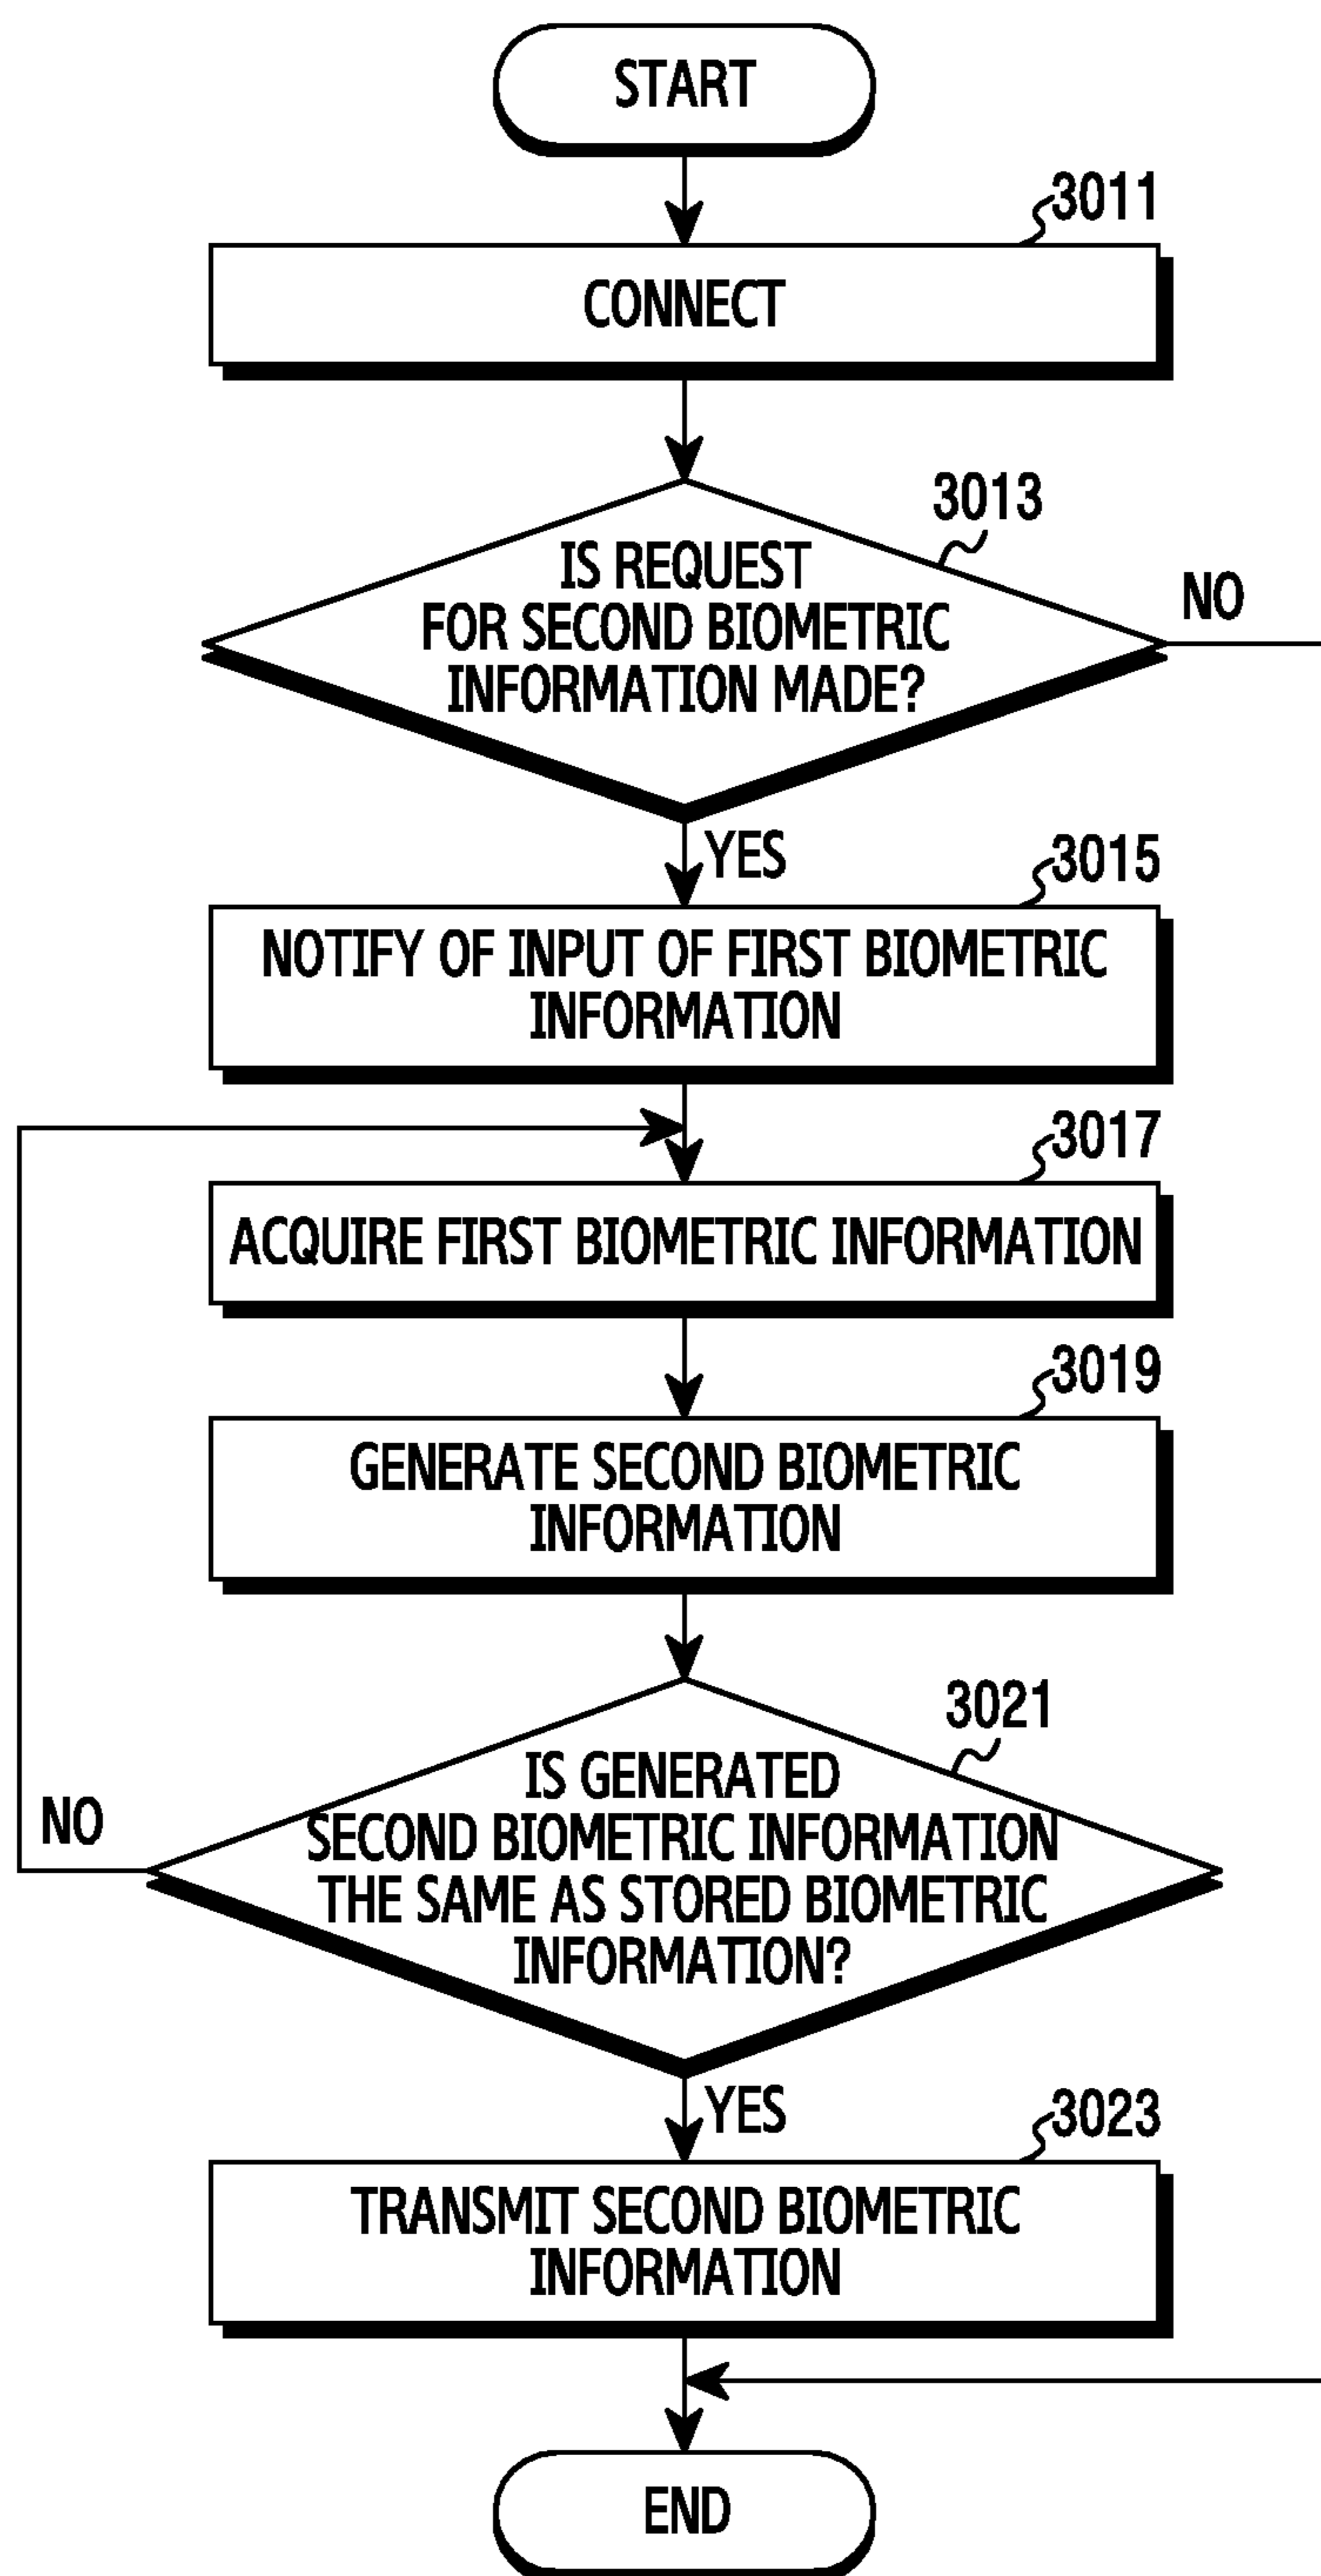 START
3011
CONNECT
3013
IS REQUEST
FOR SECOND BIOMETRIC
INFORMATION MADE?
NO
YES
3015
NOTIFY OF INPUT OF FIRST BIOMETRIC
INFORMATION
3017
ACQUIRE FIRST BIOMETRIC INFORMATION
3019
GENERATE SECOND BIOMETRIC
INFORMATION
3021
IS GENERATED
SECOND BIOMETRIC INFORMATION
THE SAME AS STORED BIOMETRIC
INFORMATION?
NO
YES
3023
TRANSMIT SECOND BIOMETRIC
INFORMATION
END